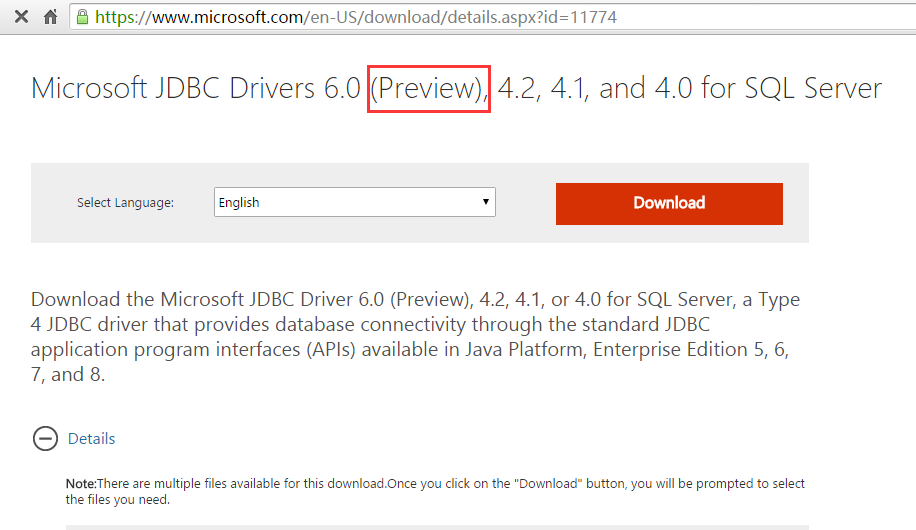 https://www.microsoft.com/en-US/download/details.aspx?id=11774
Microsoft JDBC Drivers 6.0 (Preview), 4.2, 4.1, and 4.0 for SQL Server
Select Language:
English
Download
Download the Microsoft JDBC Driver 6.0 (Preview), 4.2, 4.1, or 4.0 for SQL Server, a Type
4 JDBC driver that provides database connectivity through the standard JDBC
application program interfaces (APIs) available in Java Platform, Enterprise Edition 5, 6,
7, and 8.
Details
Note:There are multiple files available for this download.Once you click on the "Download" button, you will be prompted to select
the files you need.